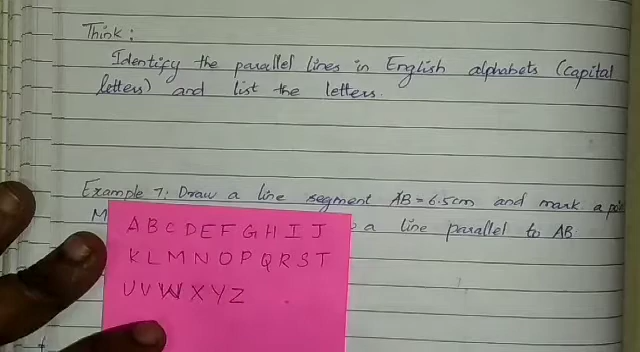 Think:
Identify the parallel lines in English alphabets (capital
letters) and list the letters.
Example 7: Draw a line segment AB = 6.5cm and mark a
M a line parallel to AB.
A B C D E F G H I J
K L M N O P Q R S T
U V W X Y Z